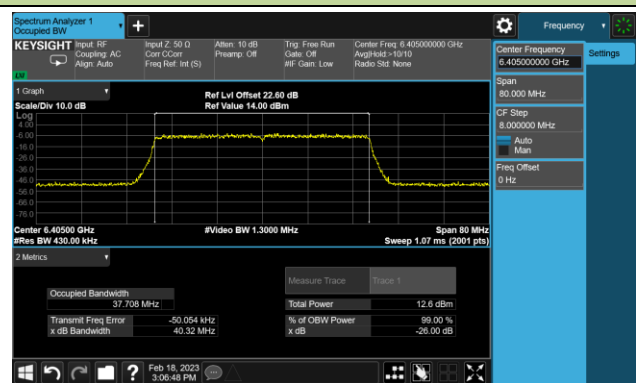 Spectrum Analyzer 1
Occupied BW
Frequency
KEYSIGHT
Input: RF
Coupling: AC
Align: Auto
Input Z: 50 Ω
Corr CCorr
Freq Ref: Int (S)
Atten: 10 dB
Preamp: Off
Trig: Free Run
Gate: Off
#IF Gain: Low
Center Freq: 6.405000000 GHz
Avg|Hold:>10/10
Radio Std: None
Center Frequency
6.405000000 GHz
Settings
Span
80.000 MHz
CF Step
8.000000 MHz
Auto
Man
Freq Offset
0 Hz
1 Graph
Scale/Div 10.0 dB
Ref Lvl Offset 22.60 dB
Ref Value 14.00 dBm
Log
4.00
-6.00
-16.0
-26.0
-36.0
-46.0
-56.0
-66.0
-76.0
Center 6.40500 GHz
#Video BW 1.3000 MHz
Span 80 MHz
#Res BW 430.00 kHz
Sweep 1.07 ms (2001 pts)
2 Metrics
Measure Trace
Trace 1
Occupied Bandwidth
37.708 MHz
Total Power
12.6 dBm
Transmit Freq Error
-50.054 kHz
% of OBW Power
99.00 %
x dB Bandwidth
40.32 MHz
x dB
-26.00 dB
Feb 18, 2023
3:06:48 PM